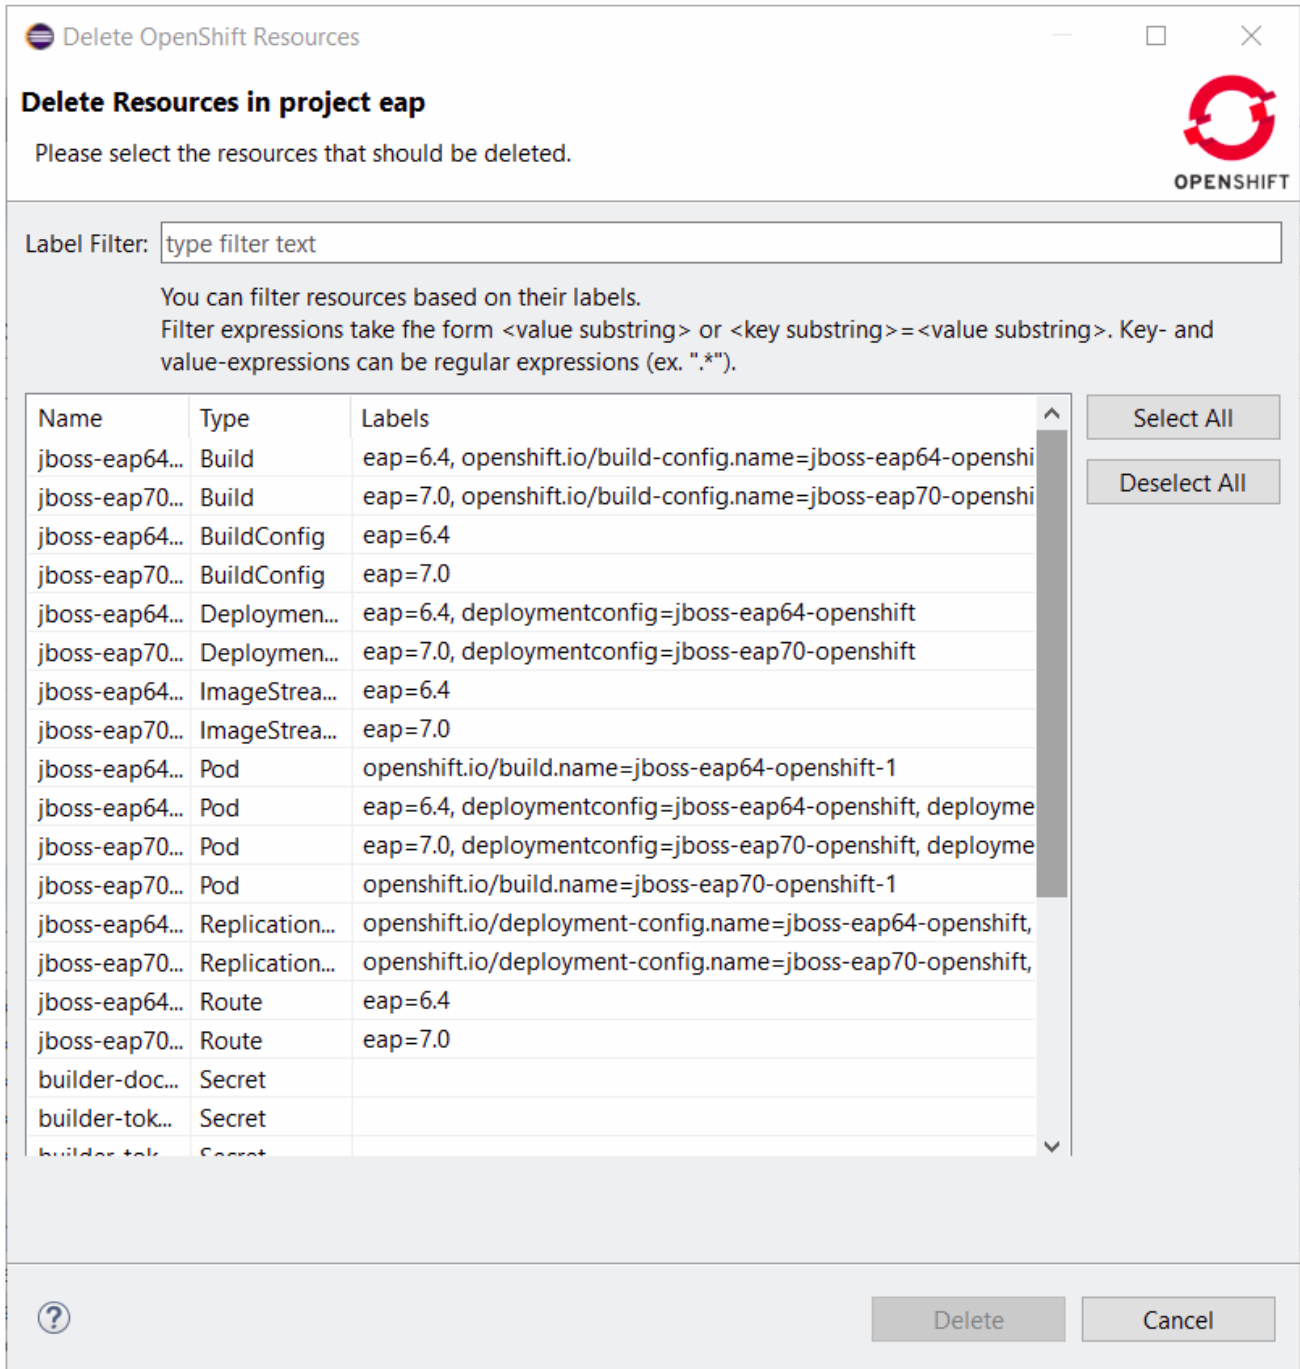 Delete OpenShift Resources
Delete Resources in project eap
Please select the resources that should be deleted.
OPENSHIFT
Label Filter: type filter text
You can filter resources based on their labels.
Filter expressions take fhe form <value substring> or <key substring>=<value substring>. Key- and
value-expressions can be regular expressions (ex. ".*").
Name Type Labels
Select All
Deselect All
jboss-eap64... Build eap=6.4, openshift.io/build-config.name=jboss-eap64-openshi
jboss-eap70... Build eap=7.0, openshift.io/build-config.name=jboss-eap70-openshi
jboss-eap64... BuildConfig eap=6.4
jboss-eap70... BuildConfig eap=7.0
jboss-eap64... Deploymen... eap=6.4, deploymentconfig=jboss-eap64-openshift
jboss-eap70... Deploymen... eap=7.0, deploymentconfig=jboss-eap70-openshift
jboss-eap64... ImageStrea... eap=6.4
jboss-eap70... ImageStrea... eap=7.0
jboss-eap64... Pod openshift.io/build.name=jboss-eap64-openshift-1
jboss-eap64... Pod eap=6.4, deploymentconfig=jboss-eap64-openshift, deployme
jboss-eap70... Pod eap=7.0, deploymentconfig=jboss-eap70-openshift, deployme
jboss-eap70... Pod openshift.io/build.name=jboss-eap70-openshift-1
jboss-eap64... Replication... openshift.io/deployment-config.name=jboss-eap64-openshift,
jboss-eap70... Replication... openshift.io/deployment-config.name=jboss-eap70-openshift,
jboss-eap64... Route eap=6.4
jboss-eap70... Route eap=7.0
builder-doc... Secret
builder-tok... Secret
builder-tok Secret
Delete
Cancel